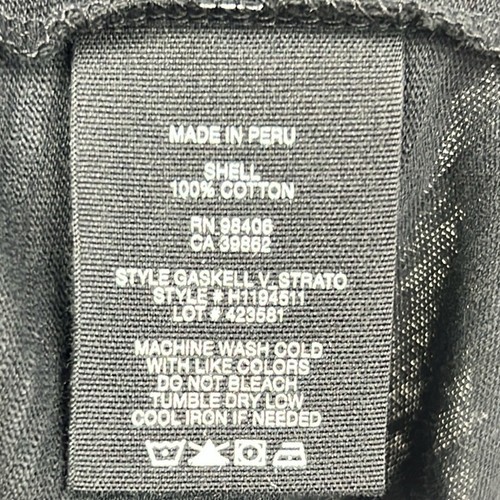 MADE IN PERU
SHELL
100% COTTON
RN 98406
CA 39862
STYLE:GASKELL V_STRATO
STYLE # H1194511
LOT # 423581
MACHINE WASH COLD
WITH LIKE COLORS
DO NOT BLEACH
TUMBLE DRY LOW
COOL IRON IF NEEDED